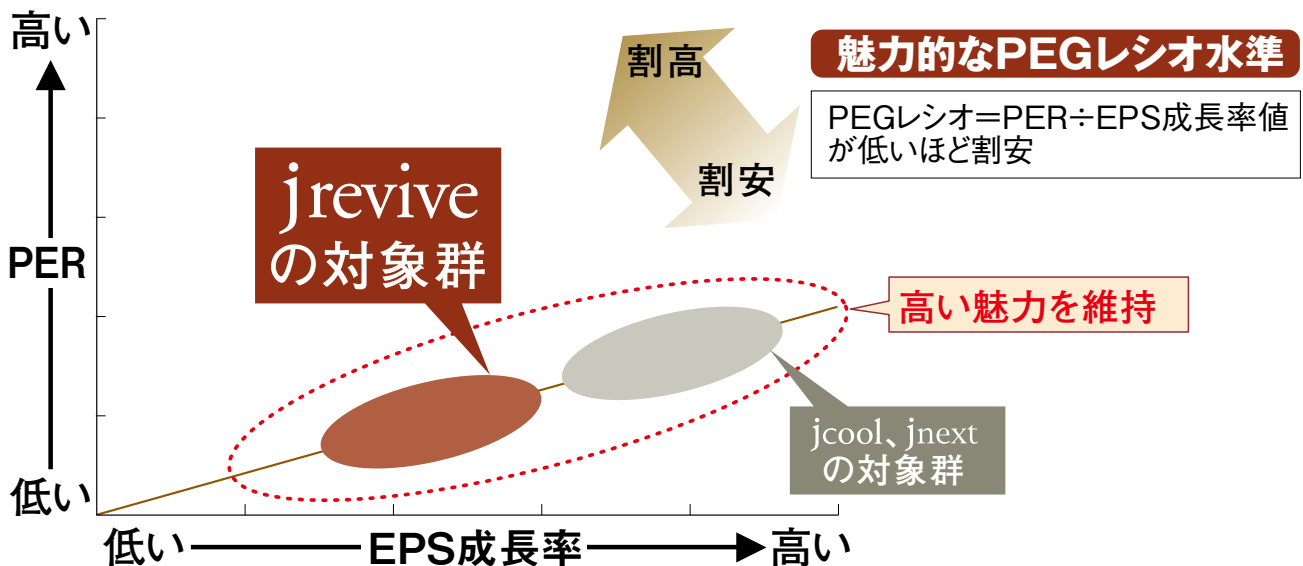 高い
PER
低い
低い
EPS成長率
高い
割高
割安
魅力的なPEGレシオ水準
PEGレシオ=PER÷EPS成長率値
が低いほど割安
jrevive
の対象群
高い魅力を維持
jcool、jnext
の対象群